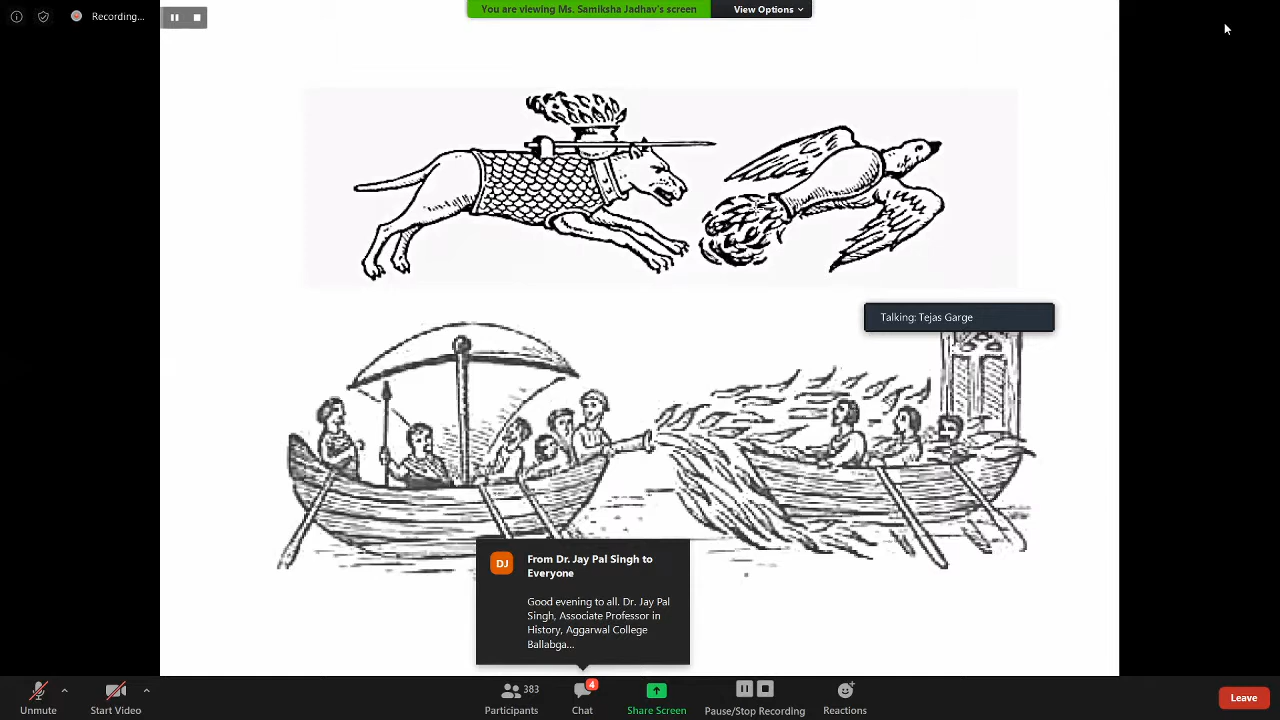 Recording...
You are viewing Ms. Samiksha Jadhav's screen
View Options
Talking: Tejas Garge
DJ
From Dr. Jay Pal Singh to
Everyone
Good evening to all. Dr. Jay Pal
Singh, Associate Professor in
History, Aggarwal College
Ballabga...
Unmute
Start Video
383
Participants
4
Chat
Share Screen
Pause/Stop Recording
Reactions
Leave